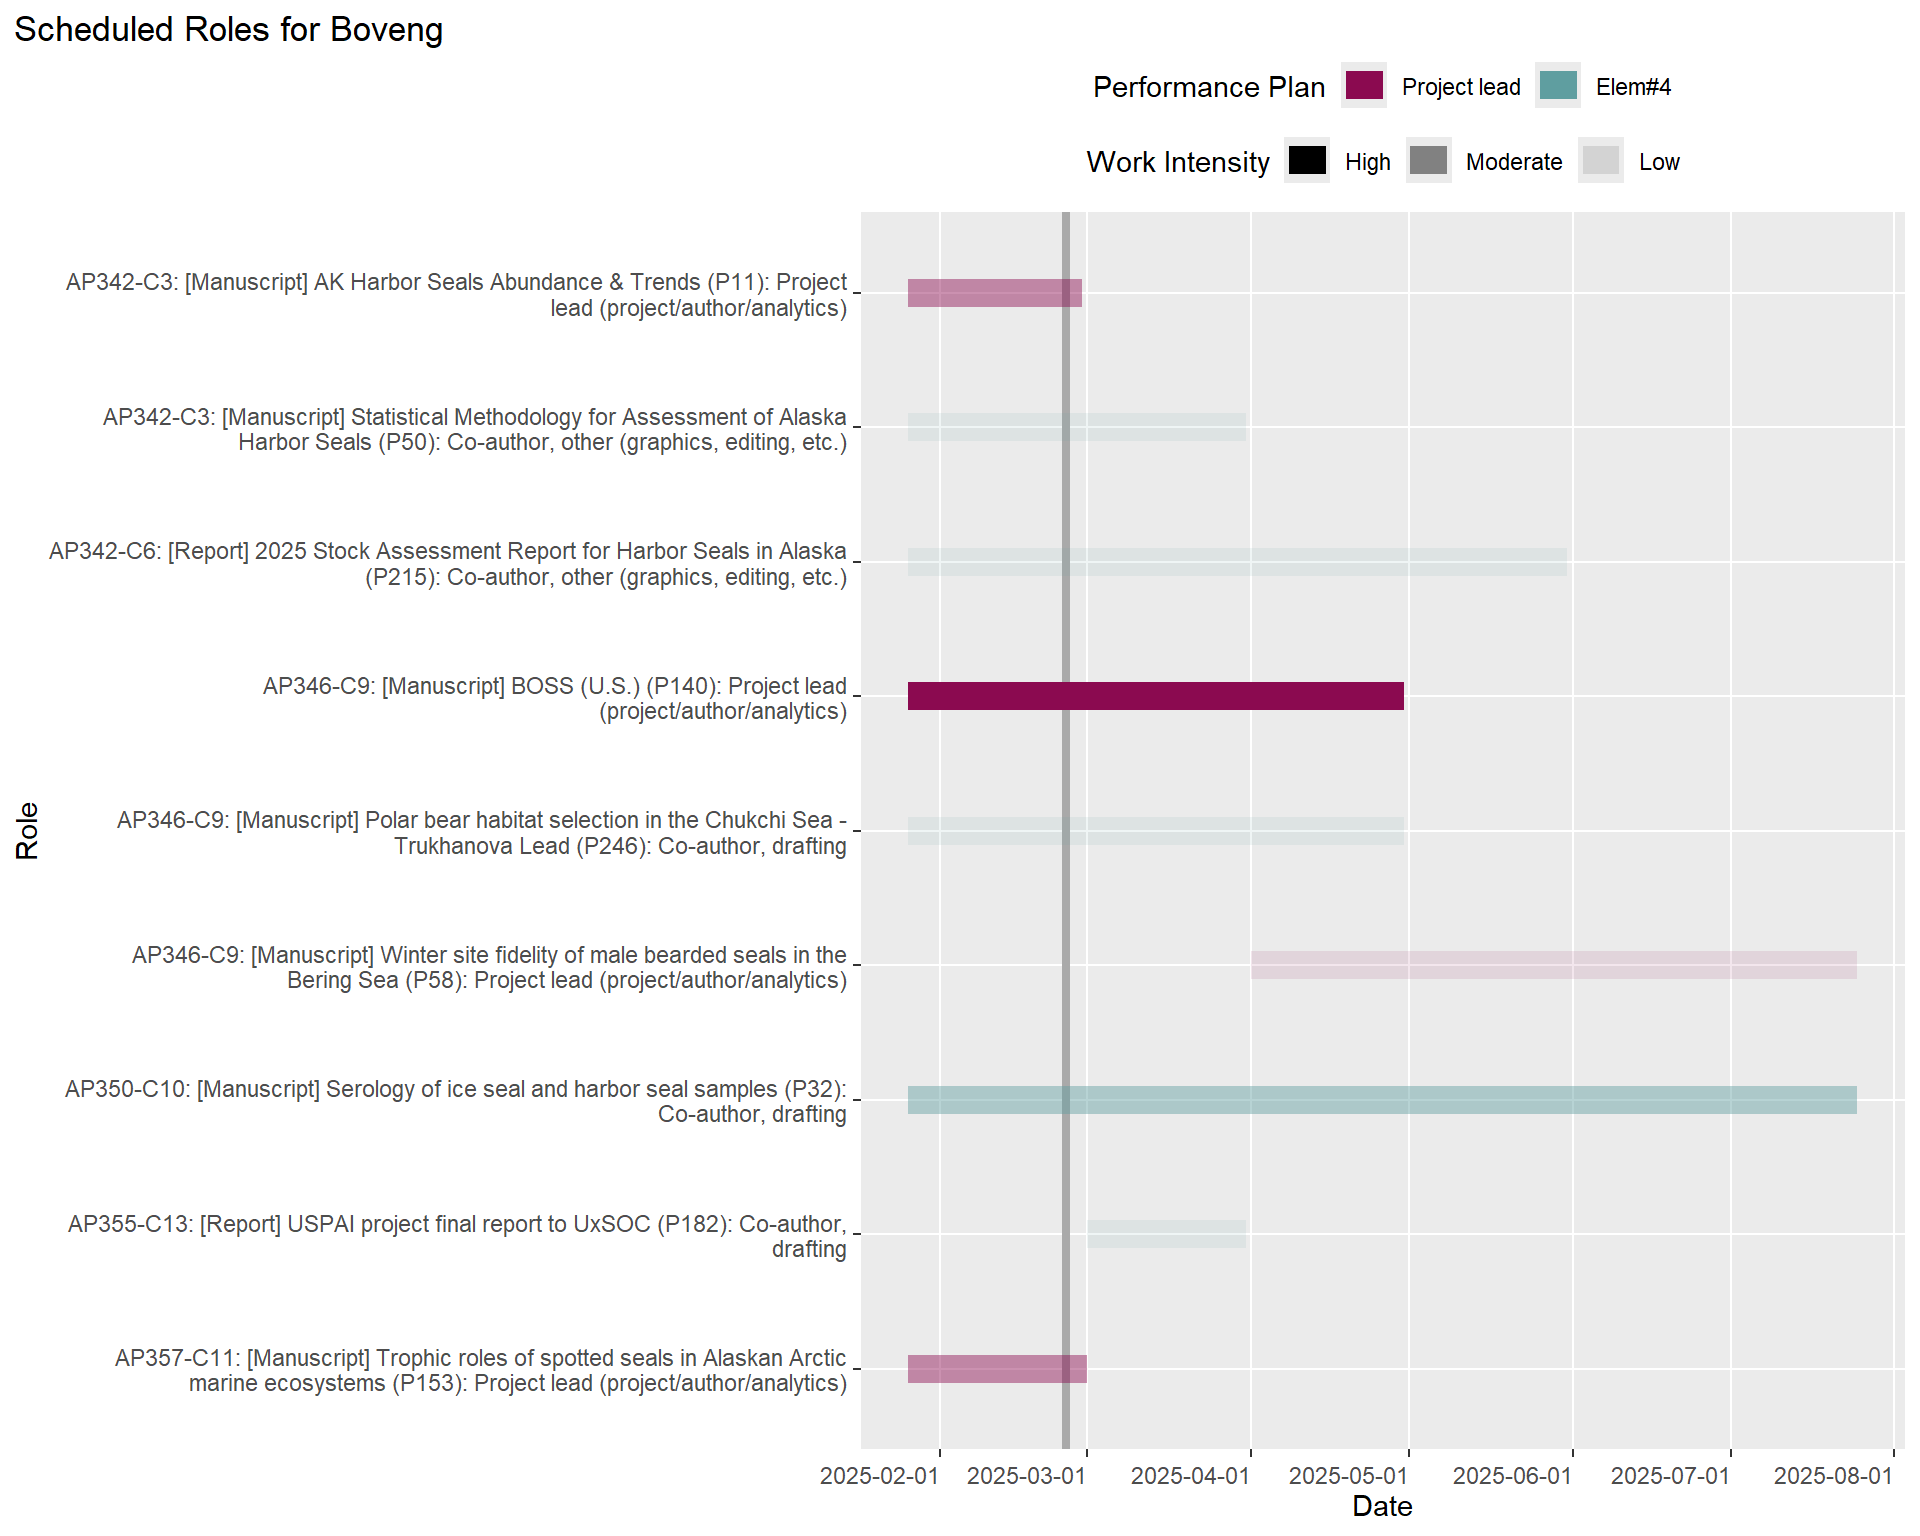 Scheduled Roles for Boveng
Performance Plan Project lead Elem#4
Work Intensity High Moderate Low
AP342-C3: [Manuscript] AK Harbor Seals Abundance & Trends (P11): Project
lead (project/author/analytics)
AP342-C3: [Manuscript] Statistical Methodology for Assessment of Alaska
Harbor Seals (P50): Co-author, other (graphics, editing, etc.)
AP342-C6: [Report] 2025 Stock Assessment Report for Harbor Seals in Alaska
(P215): Co-author, other (graphics, editing, etc.)
AP346-C9: [Manuscript] BOSS (U.S.) (P140): Project lead
(project/author/analytics)
AP346-C9: [Manuscript] Polar bear habitat selection in the Chukchi Sea -
Trukhanova Lead (P246): Co-author, drafting
AP346-C9: [Manuscript] Winter site fidelity of male bearded seals in the
Bering Sea (P58): Project lead (project/author/analytics)
AP350-C10: [Manuscript] Serology of ice seal and harbor seal samples (P32):
Co-author, drafting
AP355-C13: [Report] USPAI project final report to UxSOC (P182): Co-author,
drafting
AP357-C11: [Manuscript] Trophic roles of spotted seals in Alaskan Arctic
marine ecosystems (P153): Project lead (project/author/analytics)
Role
2025-02-01 2025-03-01 2025-04-01 2025-05-01 2025-06-01 2025-07-01 2025-08-01
Date